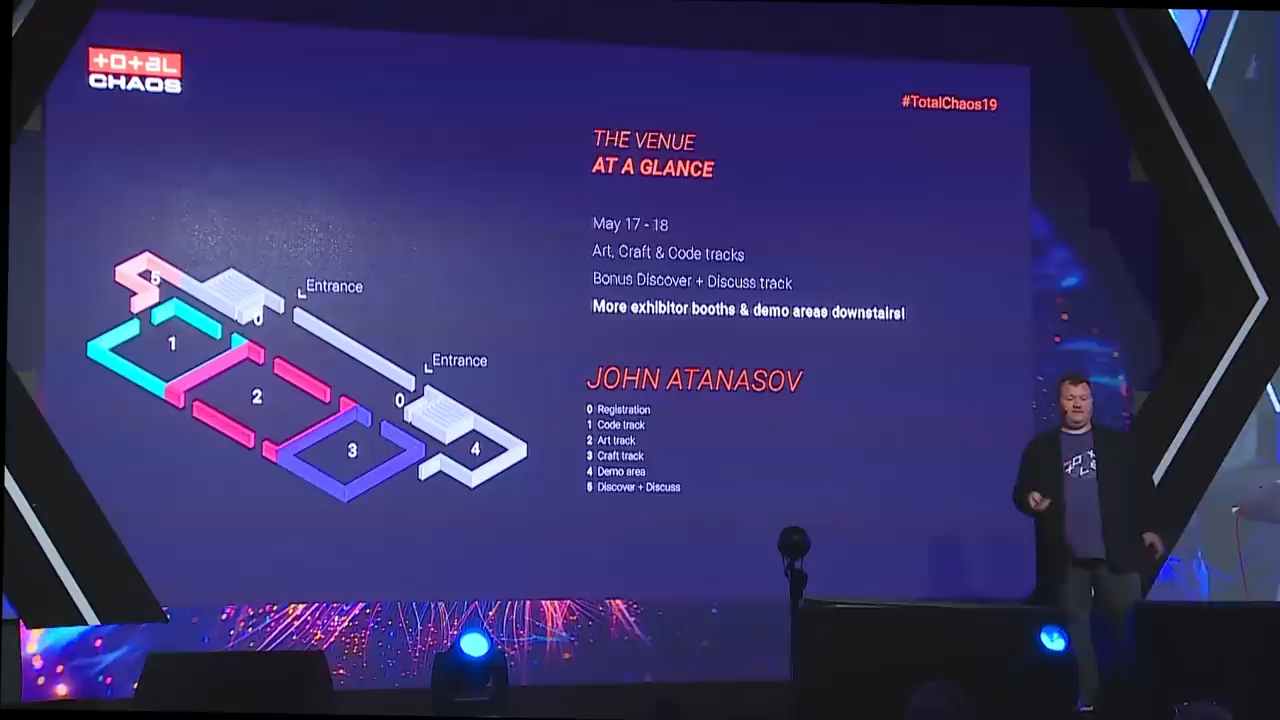 +O+AL
CHAOS
#TotalChaos19
THE VENUE
AT A GLANCE
May 17 - 18
Art, Craft & Code tracks
Bonus Discover + Discuss track
More exhibitor booths & demo areas downstairs!
JOHN ATANASOV
0 Registration
1 Code track
2 Art track
3 Craft track
4 Demo area
5 Discover + Discuss
5
0
Entrance
1
Entrance
2
0
3
4